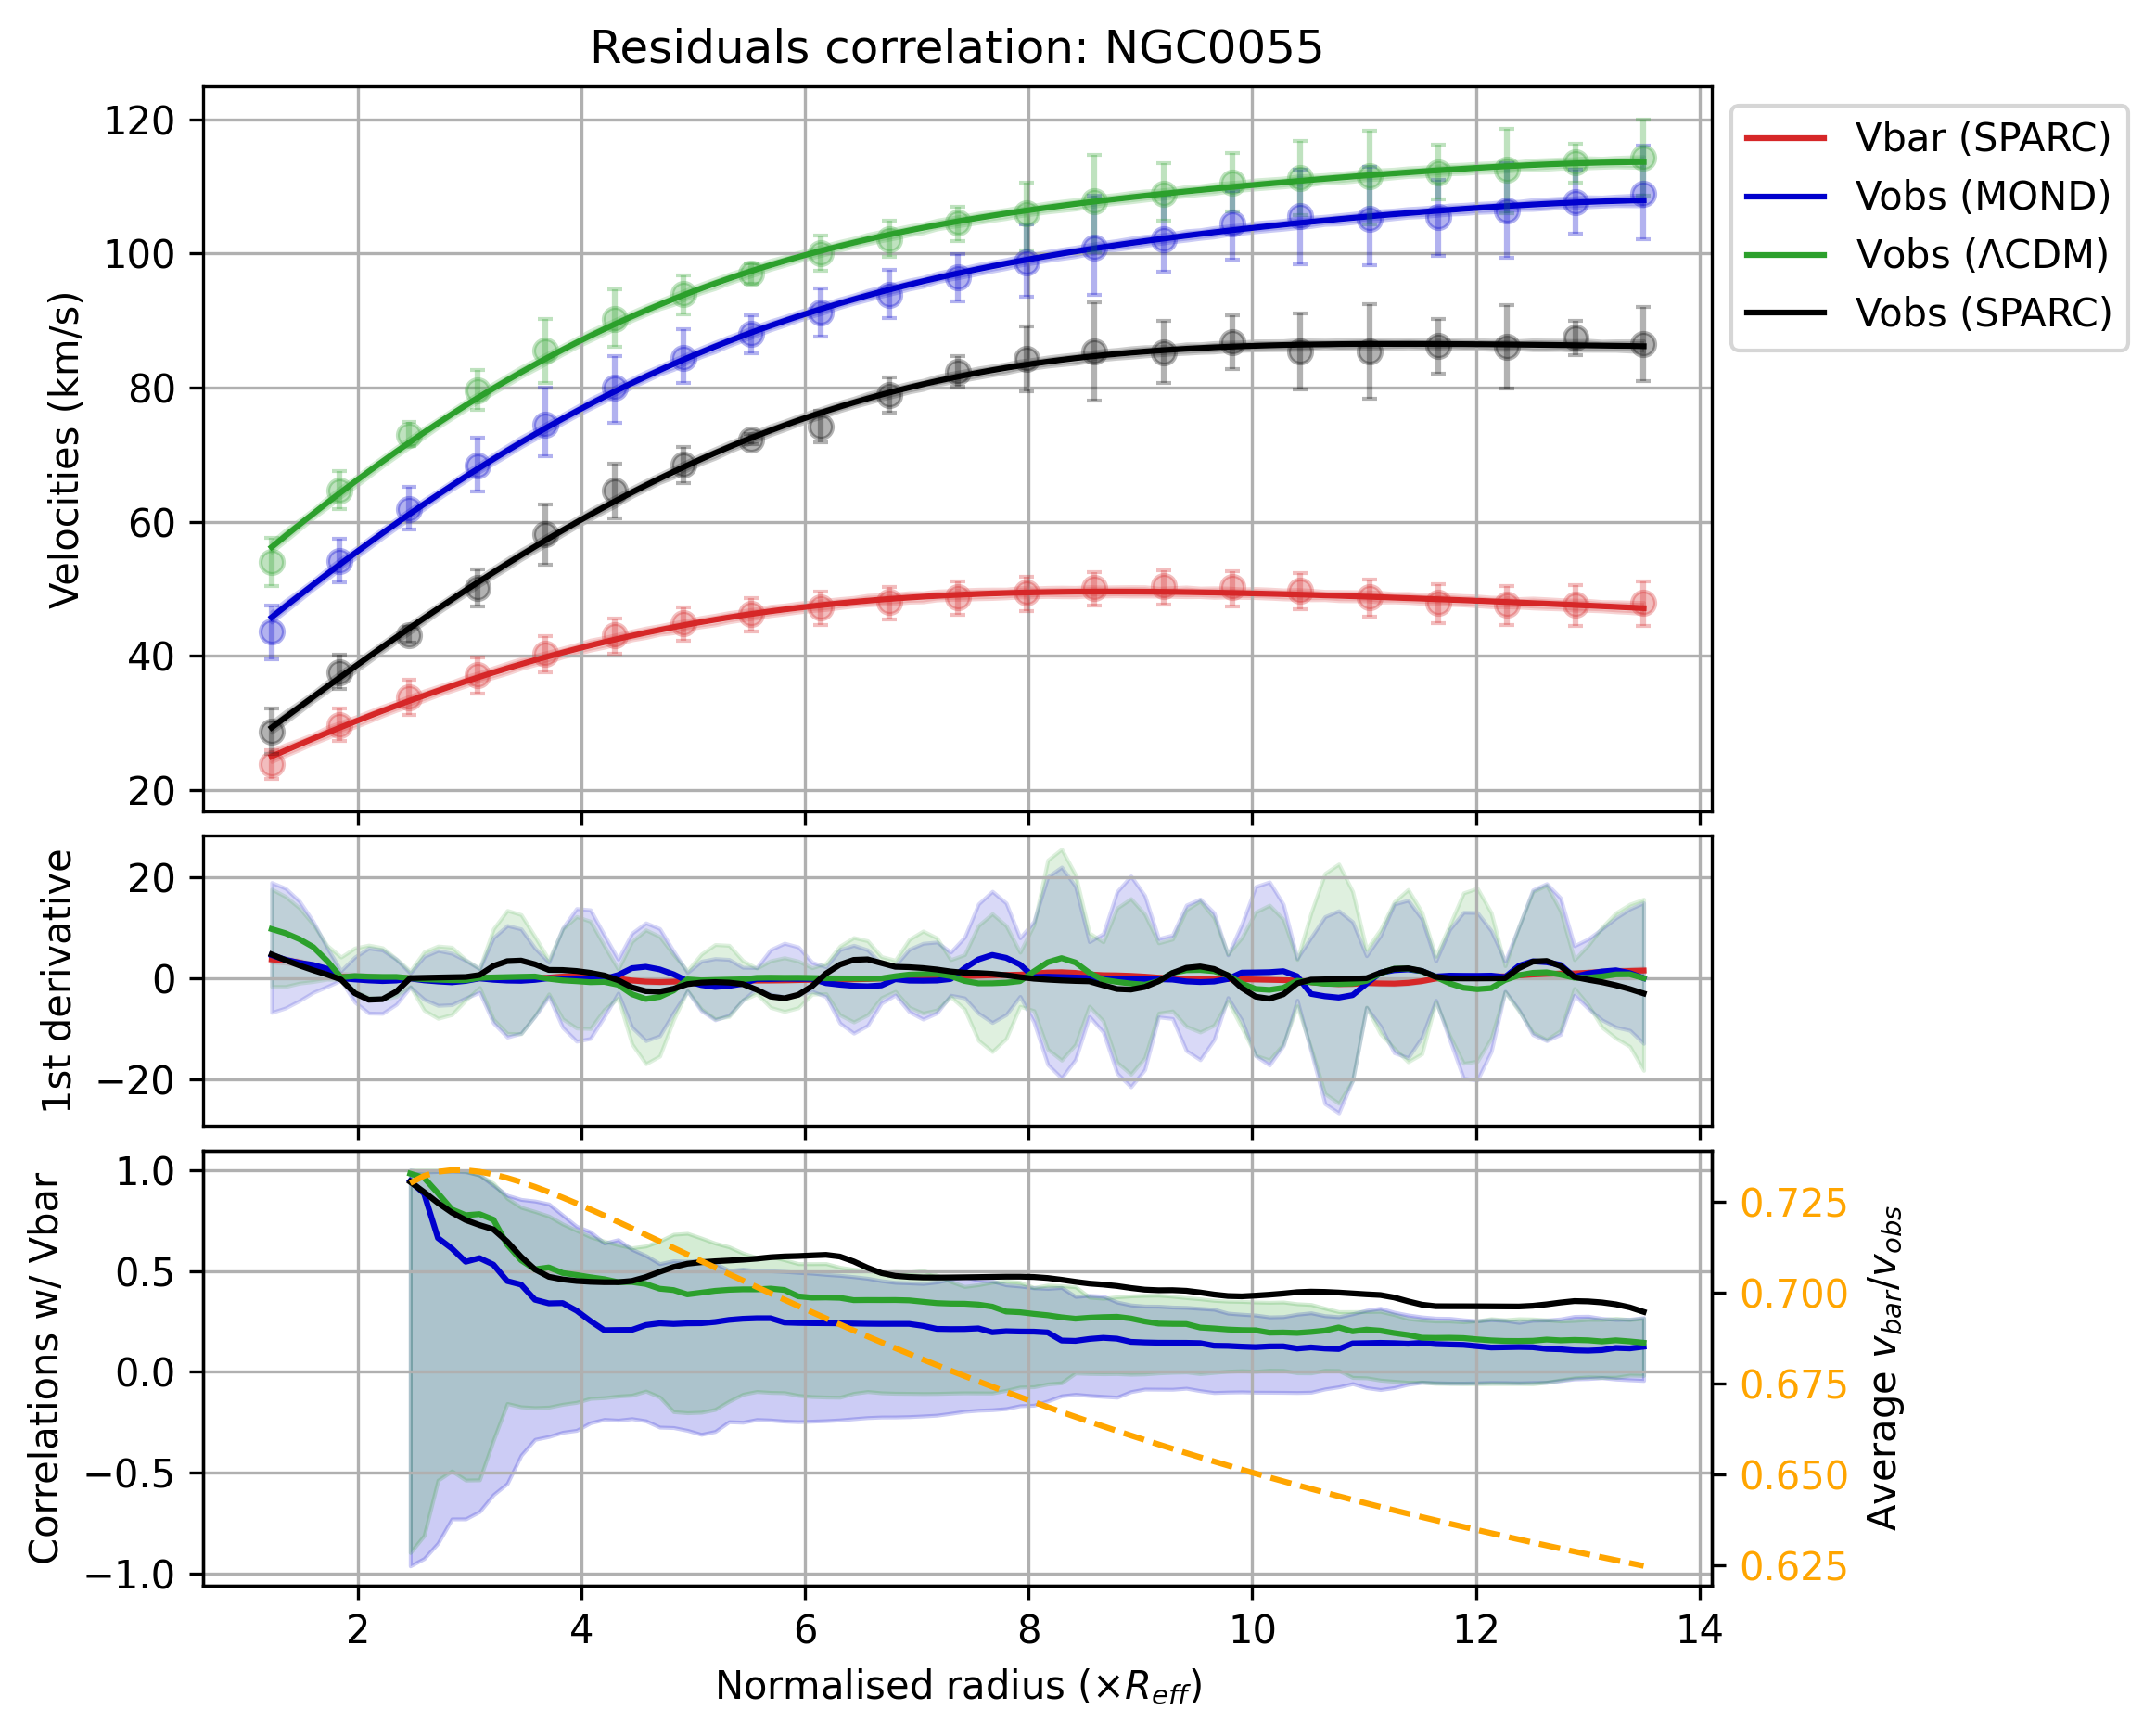 Residuals correlation: NGC0055
Velocities (km/s)
120
100
80
60
40
20
Vbar (SPARC)
Vobs (MOND)
Vobs (ΛCDM)
Vobs (SPARC)
1st derivative
20
0
−20
Correlations w/ Vbar
1.0
0.5
0.0
−0.5
−1.0
0.725
0.700
0.675
0.650
0.625
Average v_bar/v_obs
2 4 6 8 10 12 14
Normalised radius (×R_eff)